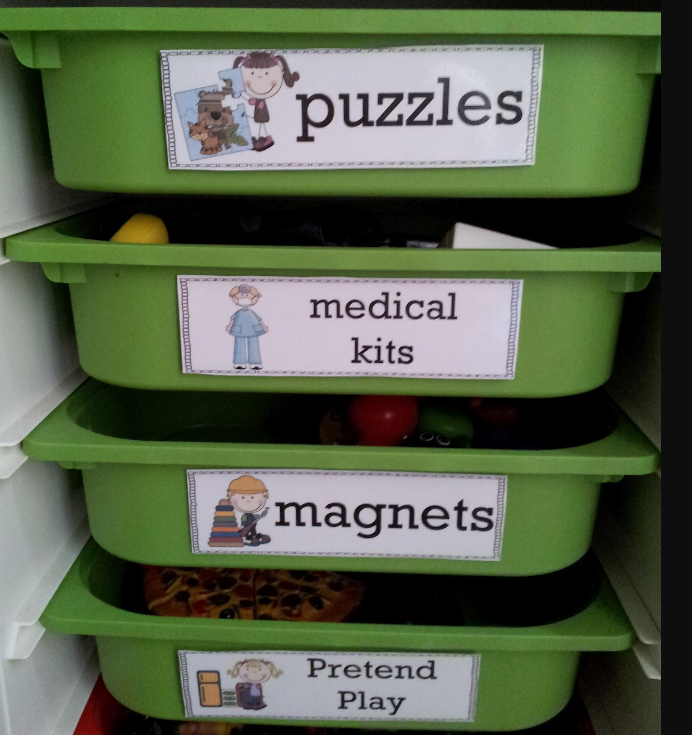 puzzles
medical
kits
magnets
Pretend
Play